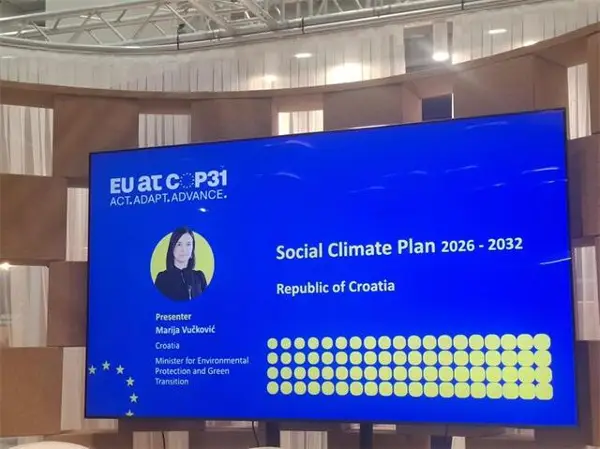 EU at COP31
ACT. ADAPT. ADVANCE.
Social Climate Plan 2026 - 2032
Republic of Croatia
Presenter
Marija Vučković
Croatia
Minister for Environmental
Protection and Green
Transition